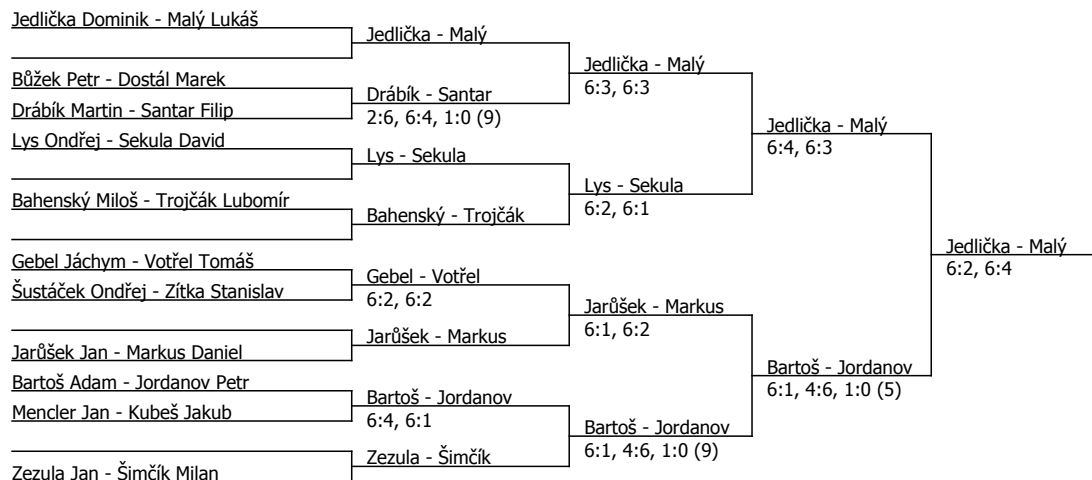 Jedlička Dominik - Malý Lukáš
Bůžek Petr - Dostál Marek
Drábík Martin - Santar Filip
Lys Ondřej - Sekula David
Bahenský Miloš - Trojčák Lubomír
Gebel Jáchym - Votřel Tomáš
Šustáček Ondřej - Zítka Stanislav
Jarůšek Jan - Markus Daniel
Bartoš Adam - Jordanov Petr
Mencler Jan - Kubeš Jakub
Zezula Jan - Šimčík Milan
Jedlička - Malý
Drábík - Santar
2:6, 6:4, 1:0 (9)
Lys - Sekula
Bahenský - Trojčák
Gebel - Votřel
6:2, 6:2
Jarůšek - Markus
Bartoš - Jordanov
6:4, 6:1
Zezula - Šimčík
Jedlička - Malý
6:3, 6:3
Lys - Sekula
6:2, 6:1
Jarůšek - Markus
6:1, 6:2
Bartoš - Jordanov
6:1, 4:6, 1:0 (9)
Jedlička - Malý
6:4, 6:3
Bartoš - Jordanov
6:1, 4:6, 1:0 (5)
Jedlička - Malý
6:2, 6:4